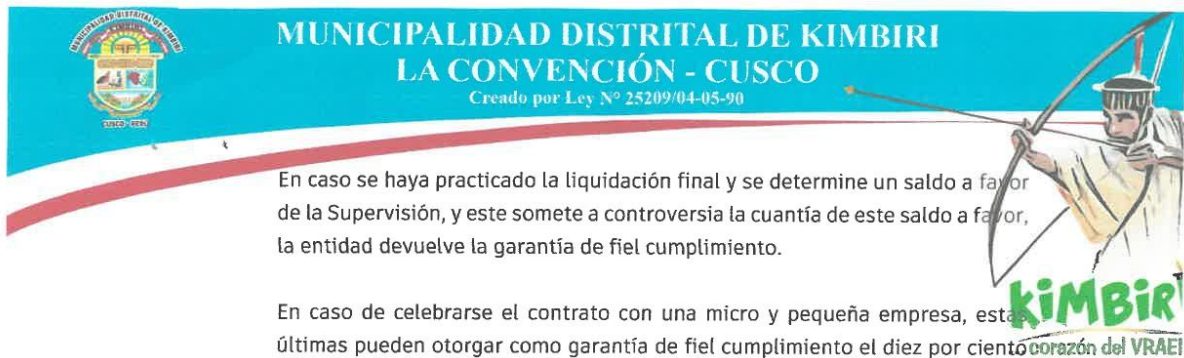 MUNICIPALIDAD DISTRITAL DE KIMBIRI
LA CONVENCIÓN - CUSCO
Creado por Ley Nº 25209/04-05-90
CUSCO - PERÚ
En caso se haya practicado la liquidación final y se determine un saldo a favor
de la Supervisión, y este somete a controversia la cuantía de este saldo a favor,
la entidad devuelve la garantía de fiel cumplimiento.
En caso de celebrarse el contrato con una micro y pequeña empresa, estas
últimas pueden otorgar como garantía de fiel cumplimiento el diez por ciento
KiMBiRi
corazón del VRAE